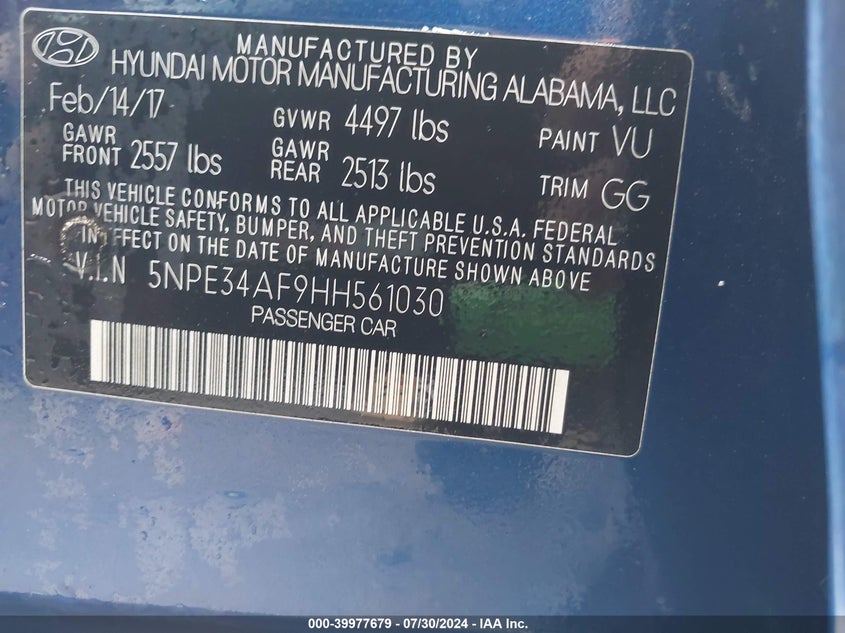 MANUFACTURED BY
HYUNDAI MOTOR MANUFACTURING ALABAMA, LLC
Feb/14/17
GVWR 4497 lbs
PAINT VU
GAWR FRONT 2557 lbs
GAWR REAR 2513 lbs
TRIM GG
THIS VEHICLE CONFORMS TO ALL APPLICABLE U.S.A. FEDERAL
MOTOR VEHICLE SAFETY, BUMPER, AND THEFT PREVENTION STANDARDS
IN EFFECT ON THE DATE OF MANUFACTURE SHOWN ABOVE
V.I.N 5NPE34AF9HH561030
PASSENGER CAR
000-39977679 / 07/30/2024 - IAA Inc.